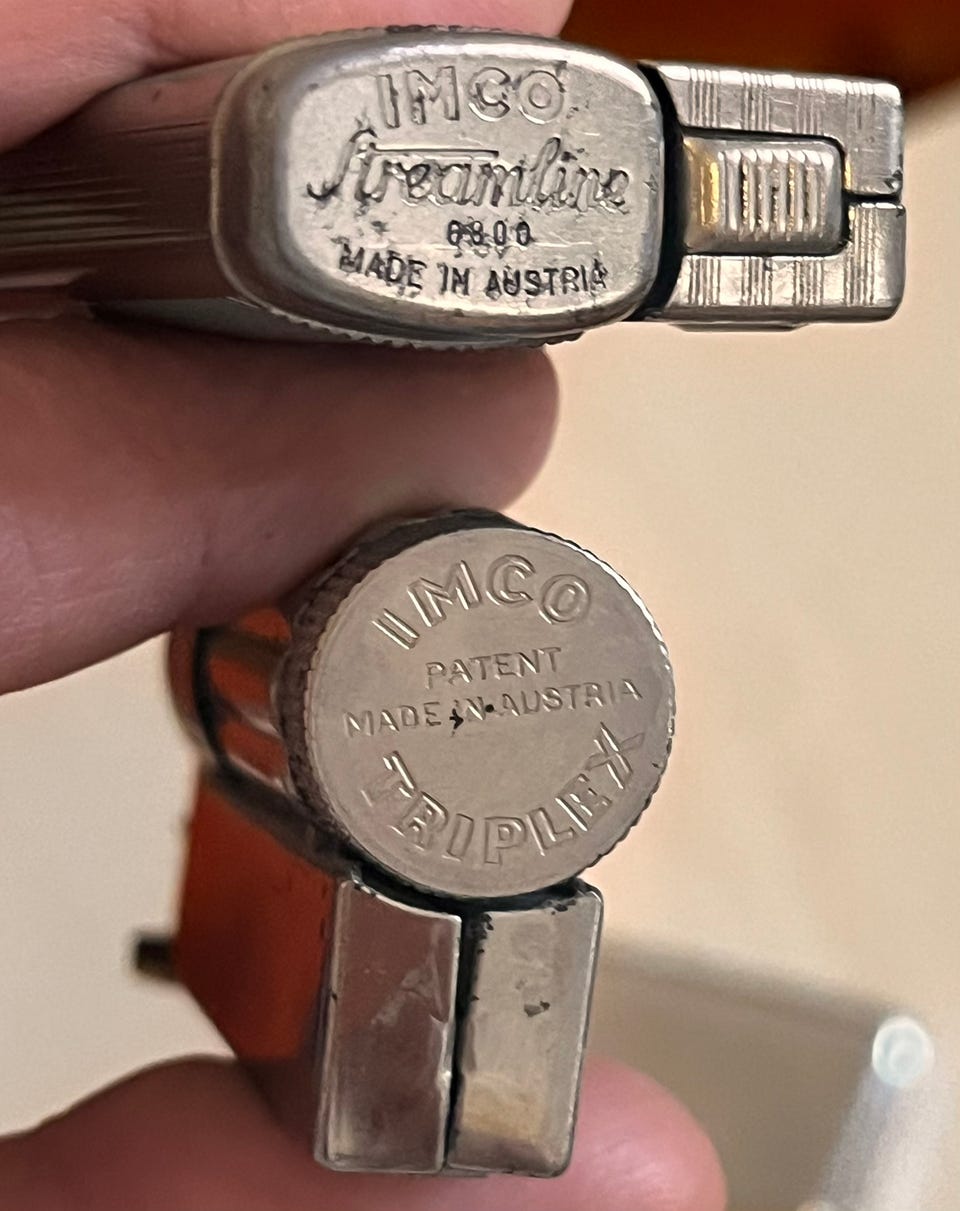 IMCO
Streamline
6800
MADE IN AUSTRIA
IMCO
PATENT
MADE IN AUSTRIA
TRIPLEX